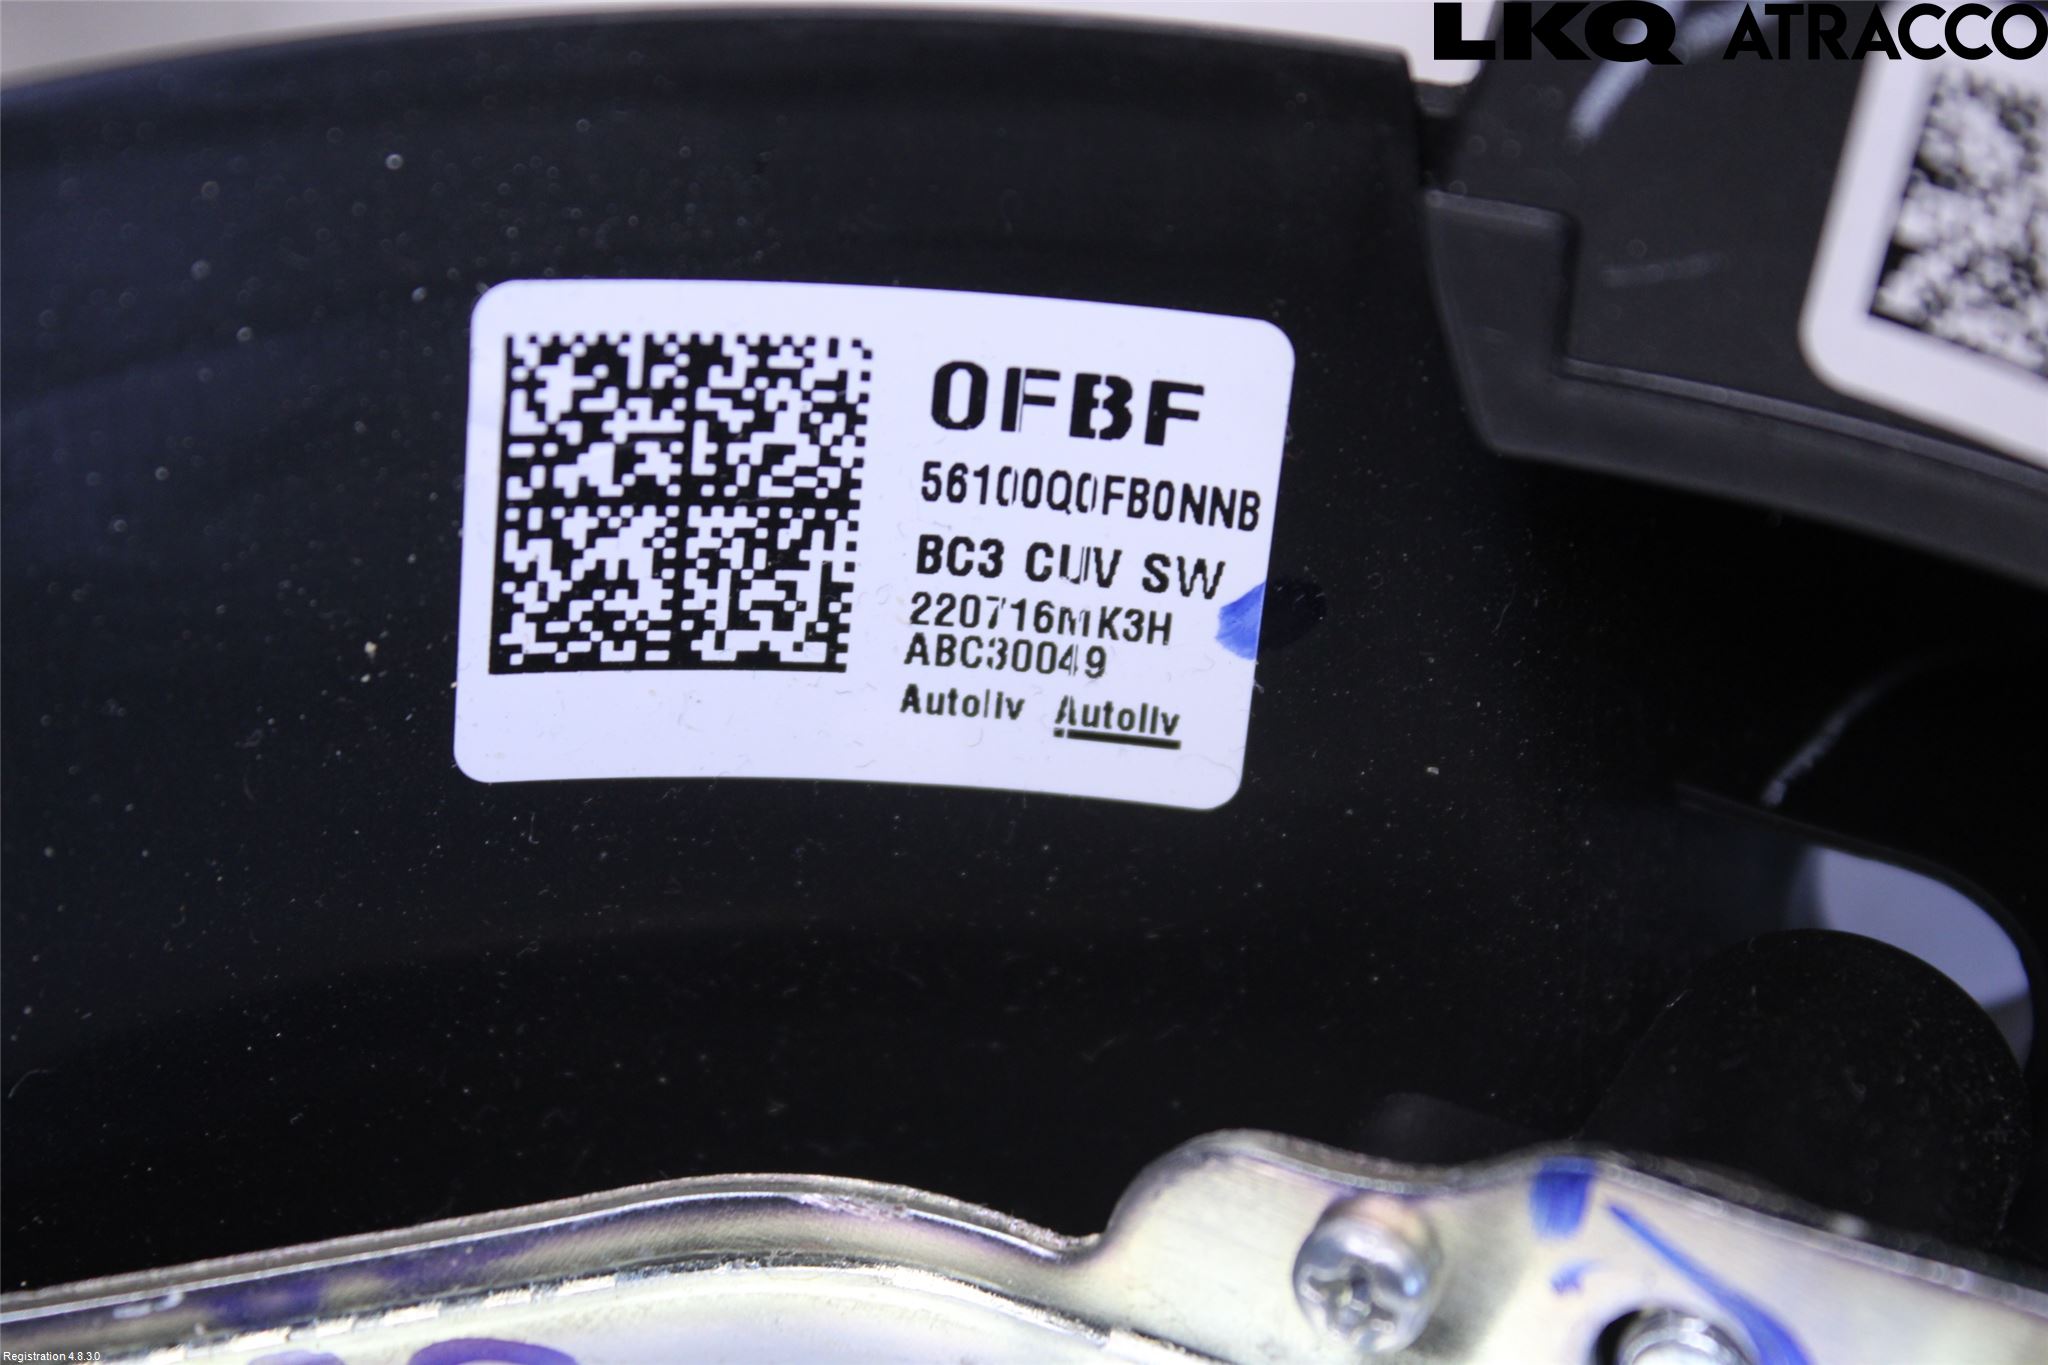 LKQ ATRACCO
0FBF
56100Q0FB0NNB
BC3 CUV SW
220716MK3H
ABC30049
Autoliv Autoliv
Registration 4.8.3.0